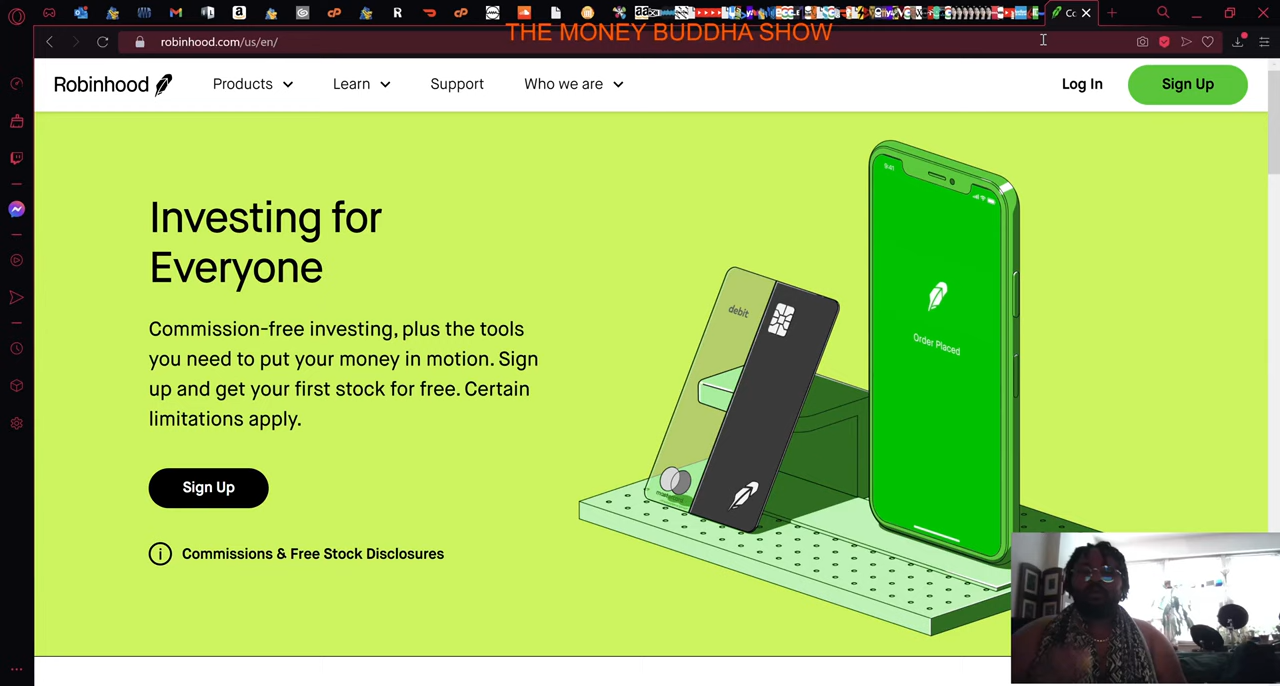 THE MONEY BUDDHA SHOW
robinhood.com/us/en/
Robinhood
Products
Learn
Support
Who we are
Log In
Sign Up
Investing for
Everyone
Commission-free investing, plus the tools
you need to put your money in motion. Sign
up and get your first stock for free. Certain
limitations apply.
Sign Up
Commissions & Free Stock Disclosures
debit
9:41
Order Placed